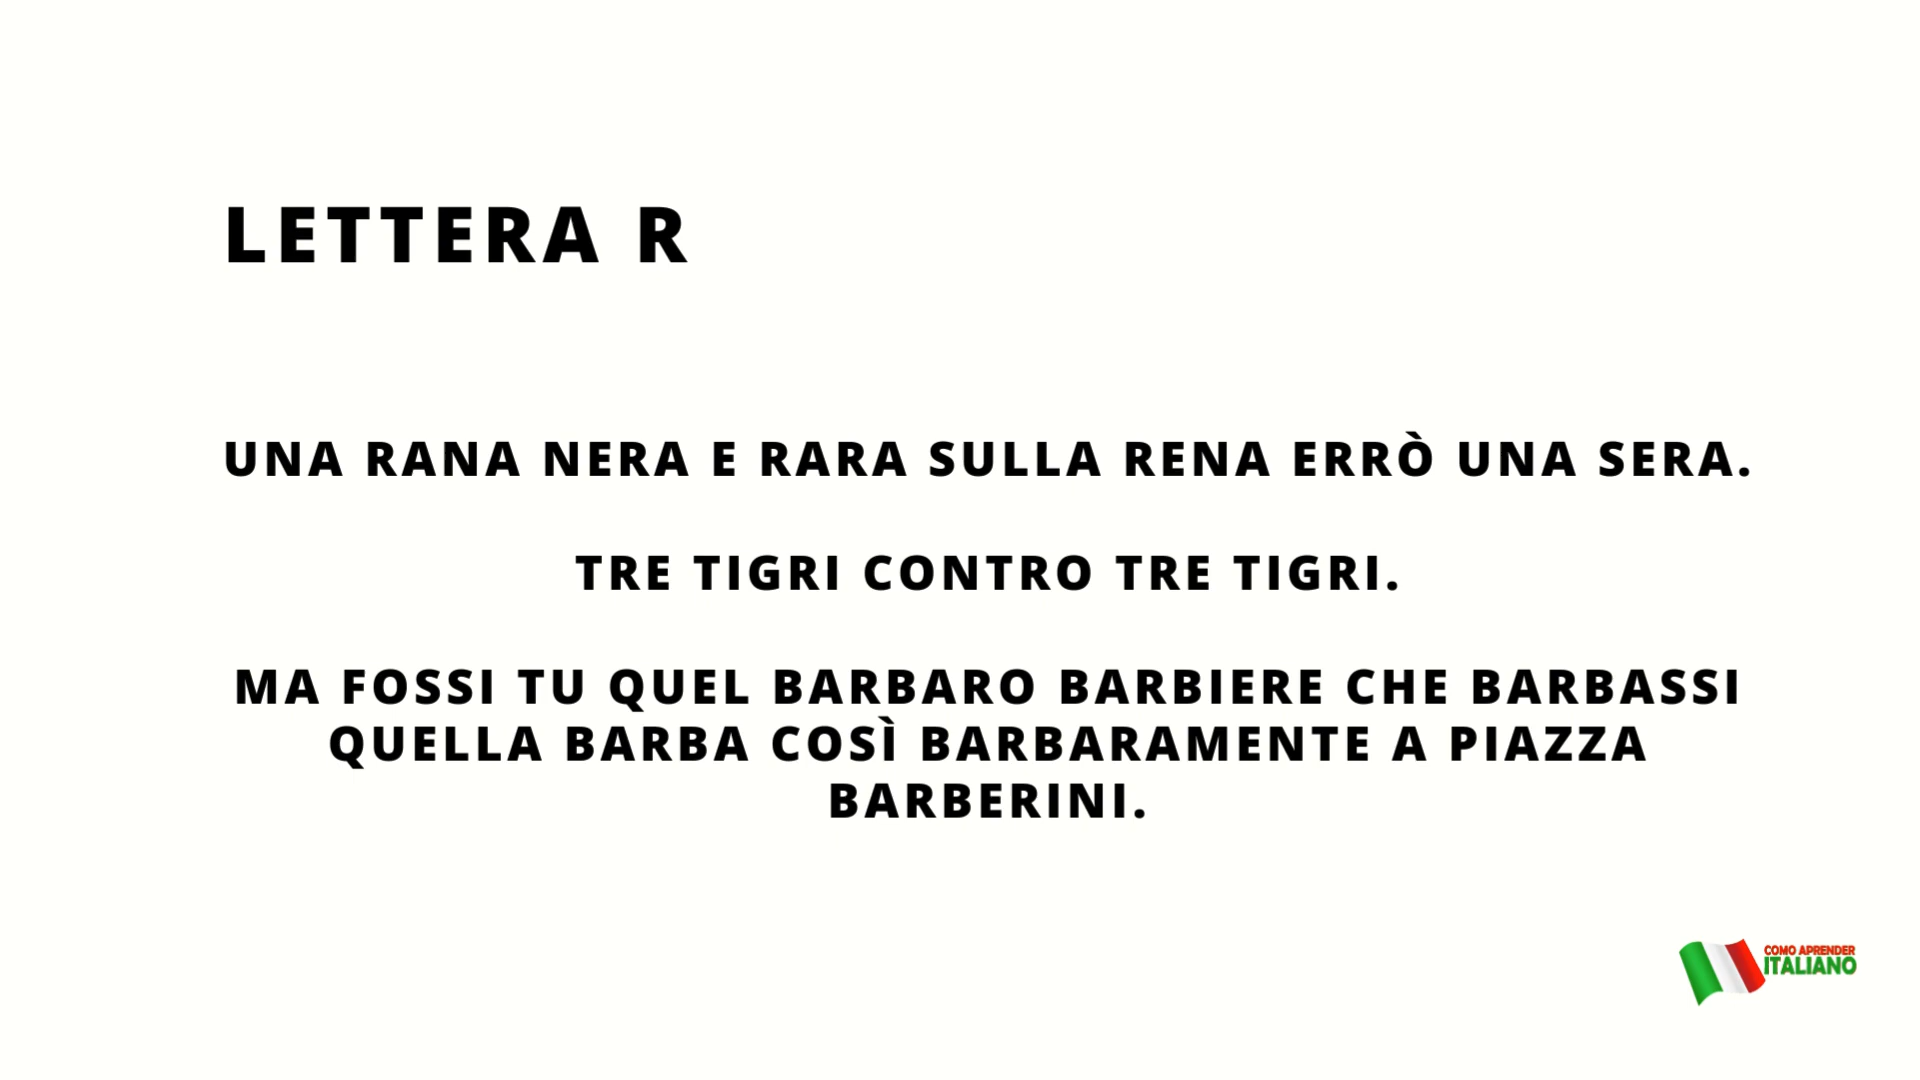 LETTERA R
UNA RANA NERA E RARA SULLA RENA ERRÒ UNA SERA.
TRE TIGRI CONTRO TRE TIGRI.
MA FOSSI TU QUEL BARBARO BARBIERE CHE BARBASSI
QUELLA BARBA COSÌ BARBARAMENTE A PIAZZA
BARBERINI.
COMO APRENDER
ITALIANO